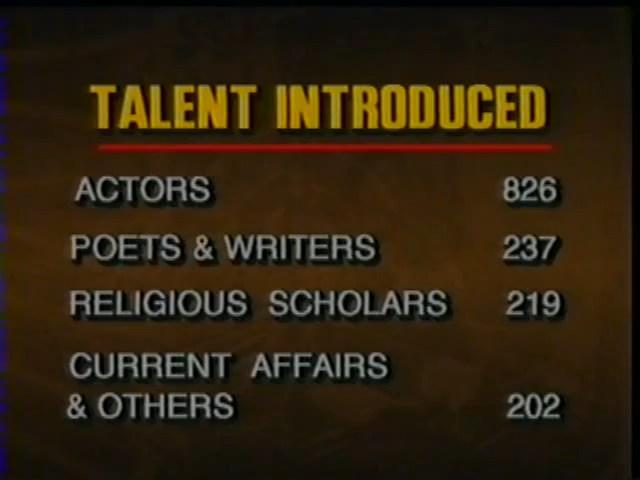 TALENT INTRODUCED
ACTORS 826
POETS & WRITERS 237
RELIGIOUS SCHOLARS 219
CURRENT AFFAIRS
& OTHERS 202